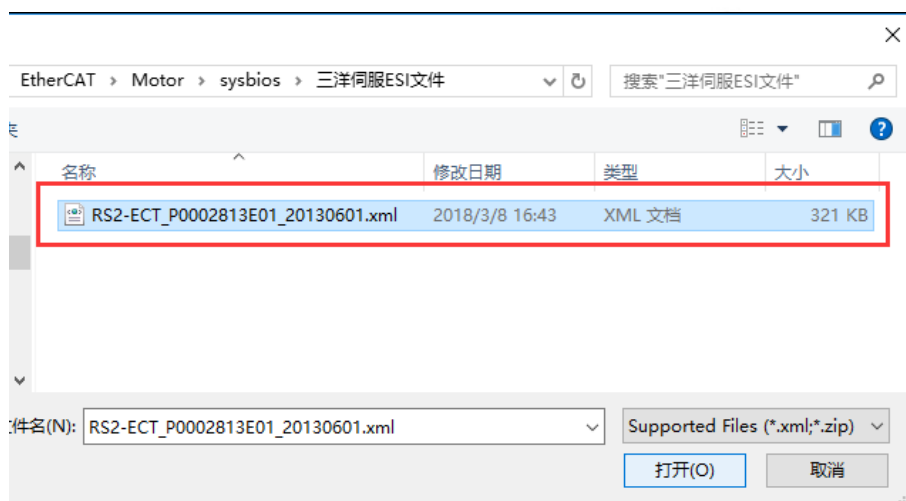 EtherCAT > Motor > sysbios > 三洋伺服ESI文件
搜索"三洋伺服ESI文件"
名称 修改日期 类型 大小
RS2-ECT_P0002813E01_20130601.xml 2018/3/8 16:43 XML 文档 321 KB
件名(N): RS2-ECT_P0002813E01_20130601.xml Supported Files (*.xml;*.zip)
打开(O) 取消